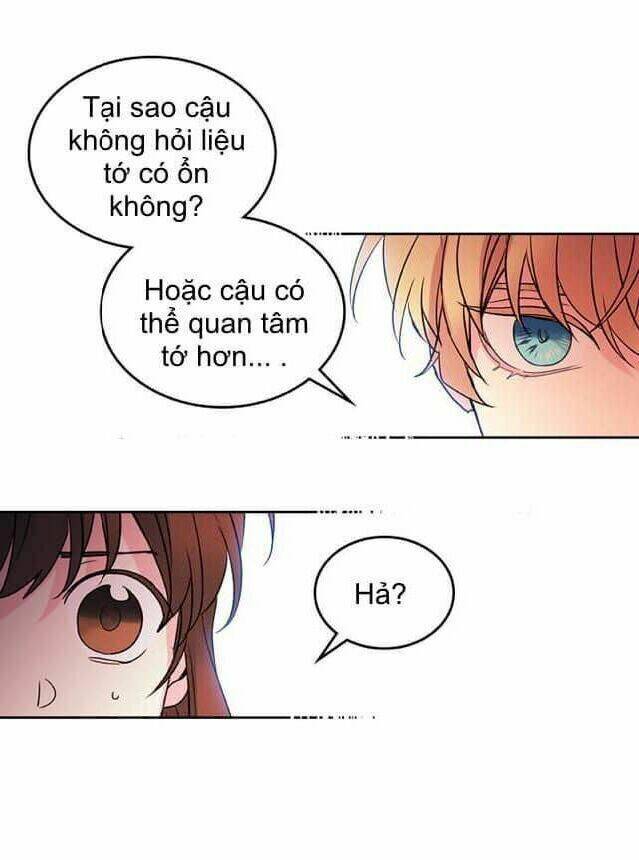 Tại sao cậu
không hỏi liệu
tớ có ổn
không?
Hoặc cậu có
thể quan tâm
tớ hơn... .
Hả?